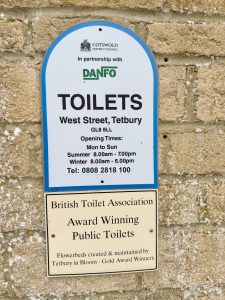 COTSWOLD
DISTRICT COUNCIL
In partnership with
DANFO
TOILETS
West Street, Tetbury
GL8 8LL
Opening Times:
Mon to Sun
Summer 8.00am - 7.00pm
Winter 8.00am - 6.00pm
Tel: 0808 2818 100
British Toilet Association
Award Winning
Public Toilets
Flowerbeds created & maintained by
Tetbury in Bloom - Gold Award Winners